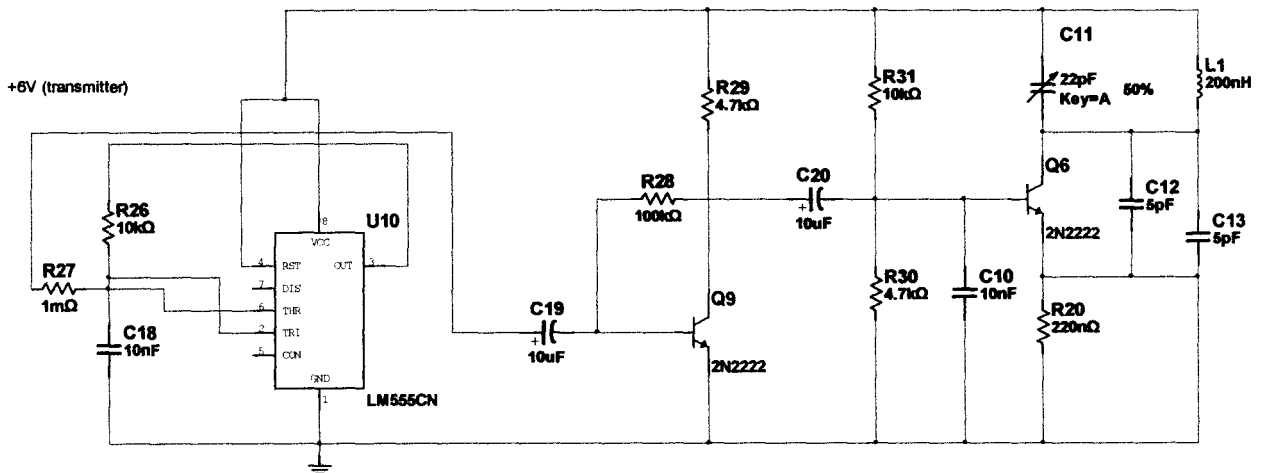 +6V (transmitter)
C11
22pF
Key=A
50%
L1
200nH
R29
4.7kΩ
R31
10kΩ
R26
10kΩ
R28
100kΩ
C20
+
10uF
Q6
2N2222
C12
5pF
C13
5pF
U10
8
VCC
4
RST
OUT
3
7
DIS
6
THR
2
TRI
5
CON
GND
1
LM555CN
R27
1mΩ
C18
10nF
C19
+
10uF
Q9
2N2222
R30
4.7kΩ
C10
10nF
R20
220nΩ